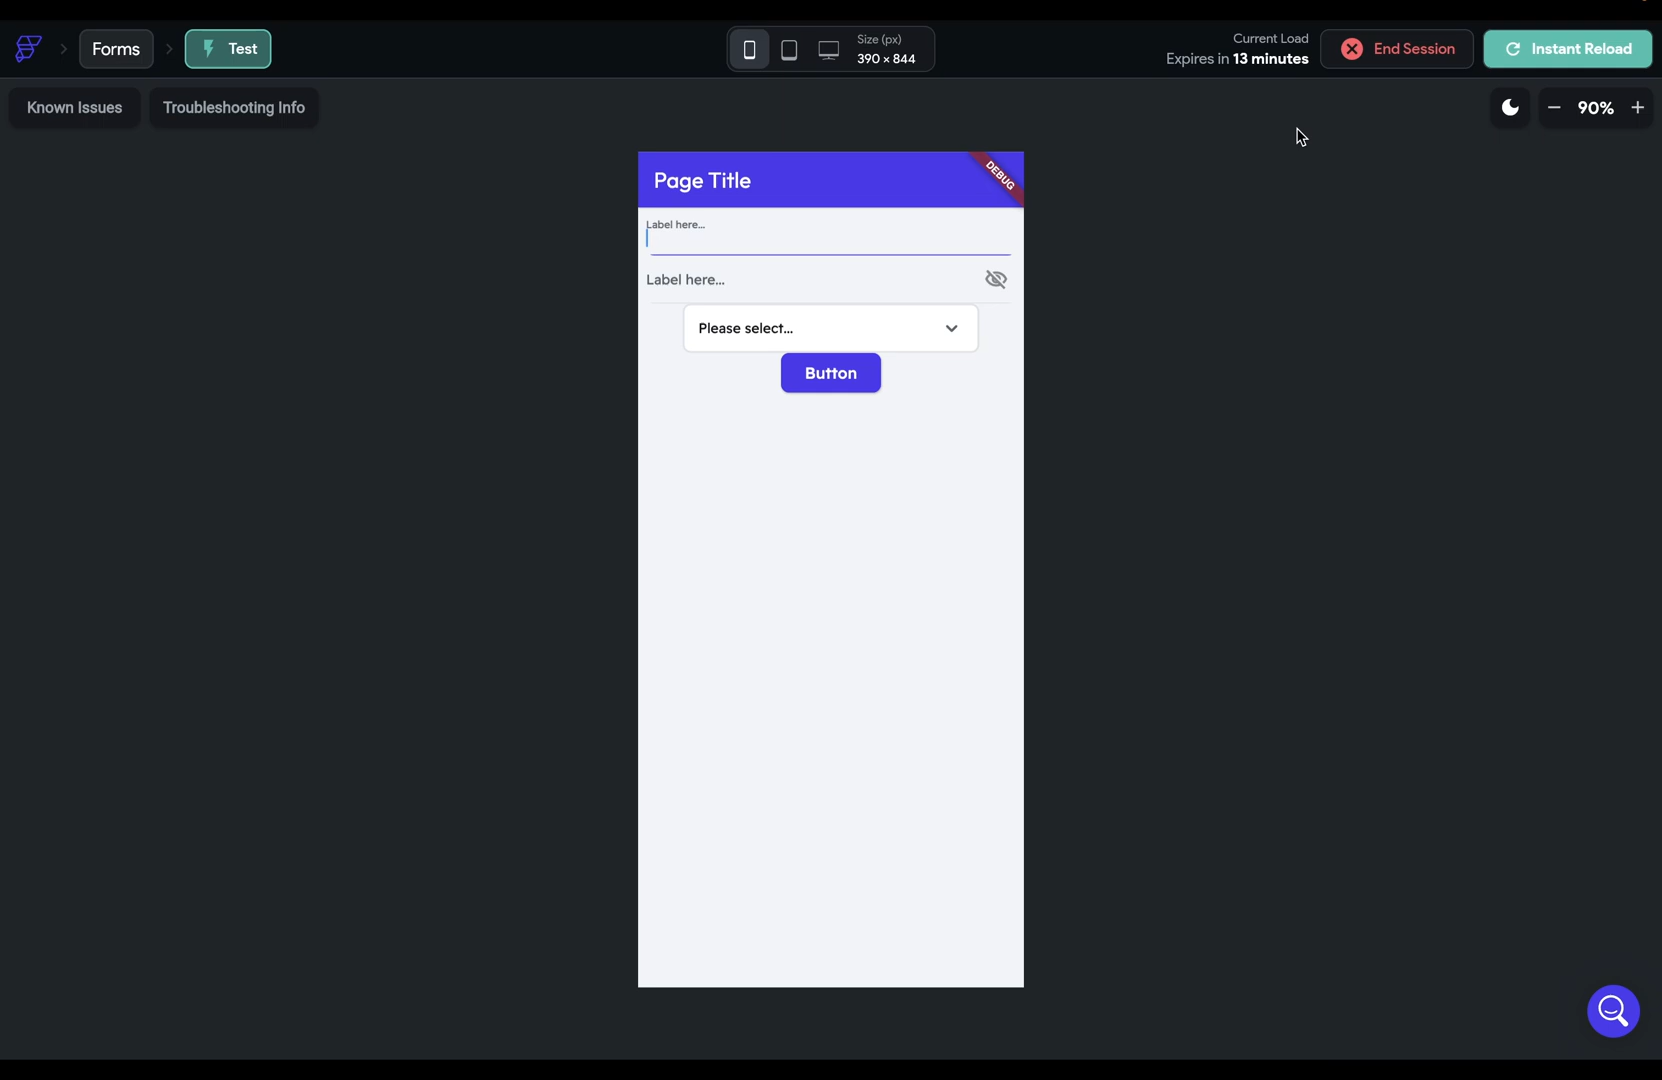 Forms
Test
Size (px)
390 × 844
Current Load
Expires in 13 minutes
End Session
Instant Reload
Known Issues
Troubleshooting Info
90%
Page Title
DEBUG
Label here...
Label here...
Please select...
Button